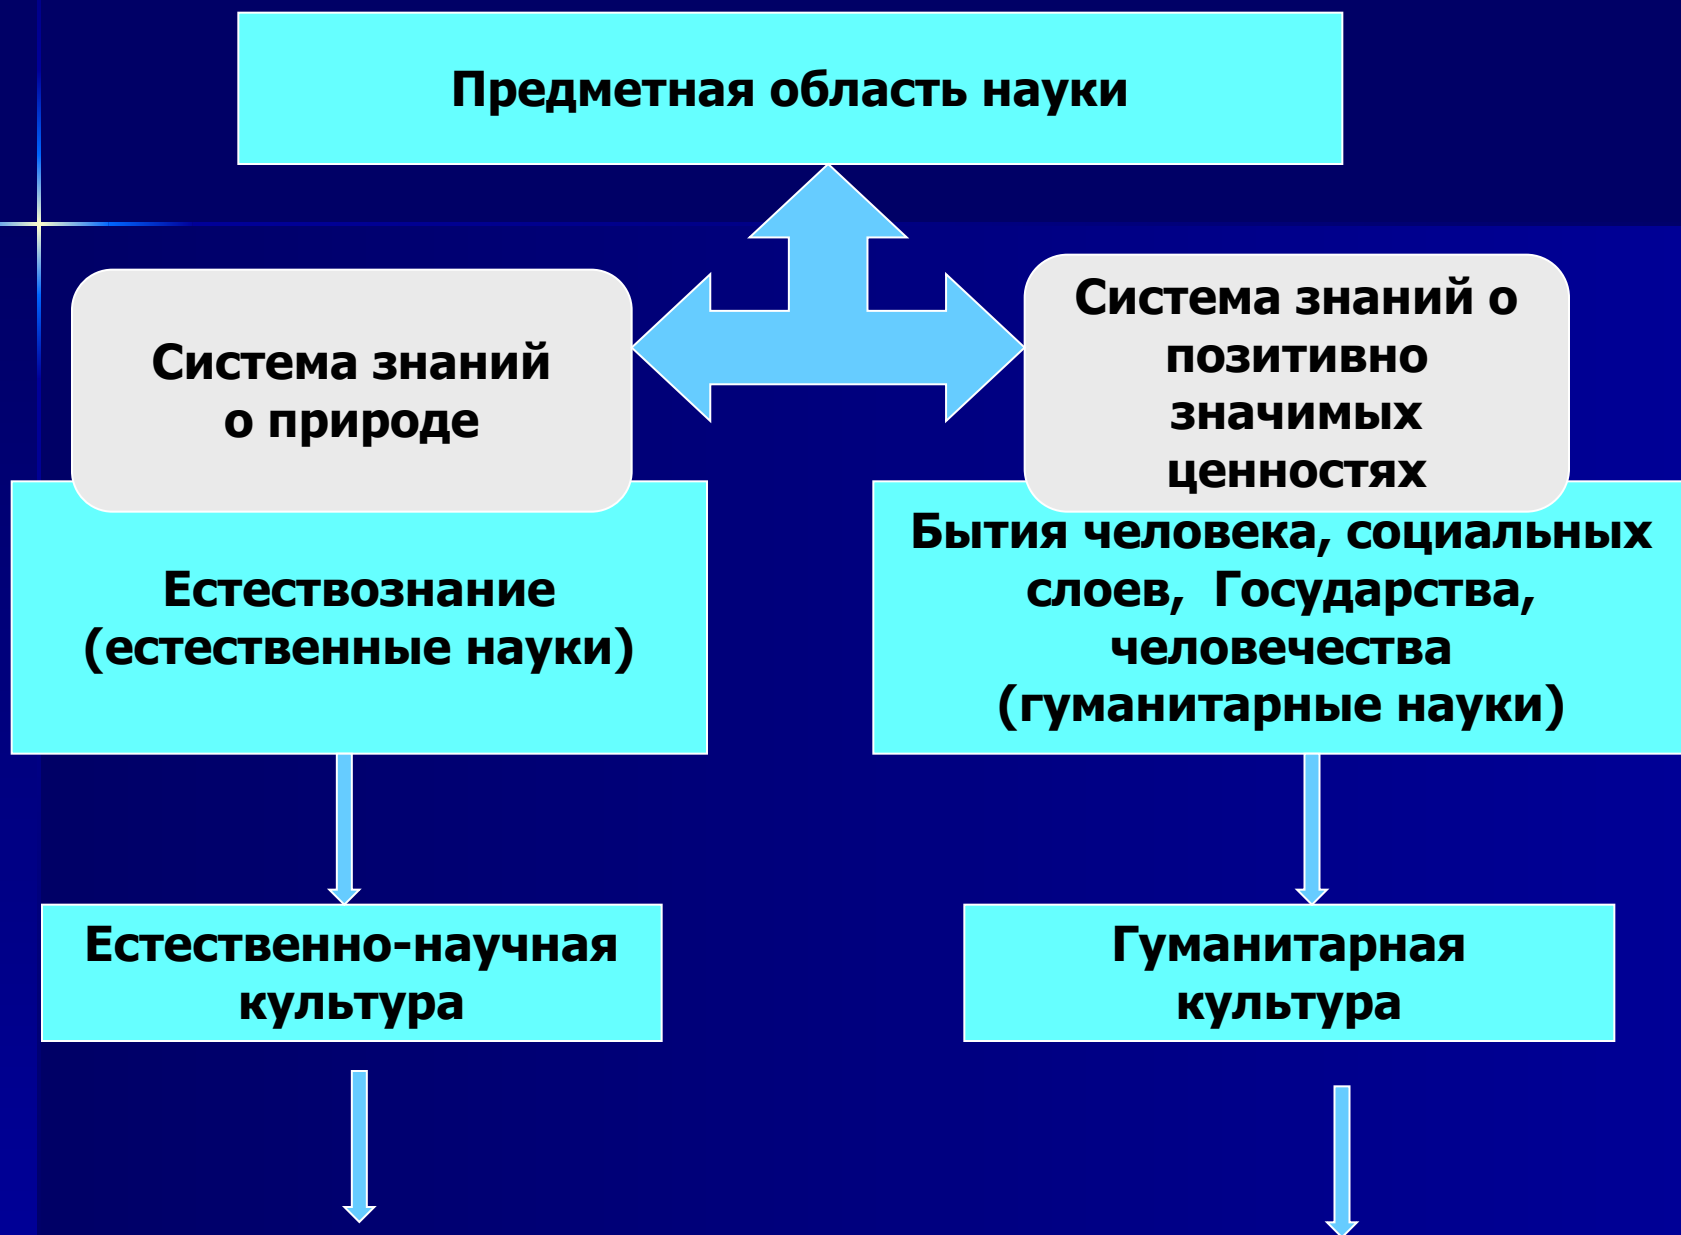 Предметная область науки
Система знаний
о природе
Естествознание
(естественные науки)
Естественно-научная
культура
Система знаний о
позитивно
значимых
ценностях
Бытия человека, социальных
слоев, Государства,
человечества
(гуманитарные науки)
Гуманитарная
культура